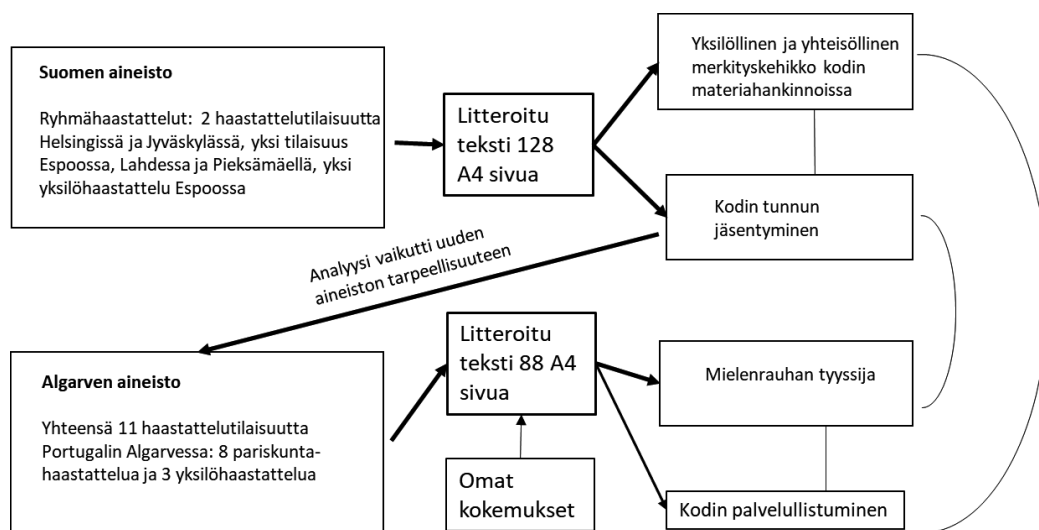 Suomen aineisto
Ryhmähaastattelut: 2 haastattelutilaisuutta
Helsingissä ja Jyväskylässä, yksi tilaisuus
Espoossa, Lahdessa ja Pieksämäellä, yksi
yksilöhaastattelu Espoossa
Litteroitu
teksti 128
A4 sivua
Yksilöllinen ja yhteisöllinen
merkityskehikko kodin
materiahankinnoissa
Kodin tunnun
jäsentyminen
Analyysi vaikutti uuden
aineiston tarpeellisuuteen
Algarven aineisto
Yhteensä 11 haastattelutilaisuutta
Portugalin Algarvessa: 8 pariskunta-
haastattelua ja 3 yksilöhaastattelua
Litteroitu
teksti 88 A4
sivua
Omat
kokemukset
Mielenrauhan tyyssija
Kodin palvelullistuminen